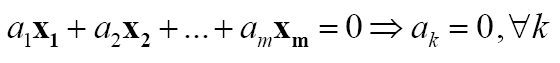 a₁x₁ + a₂x₂ + ... + aₘxₘ = 0 ⇒ aₖ = 0, ∀k